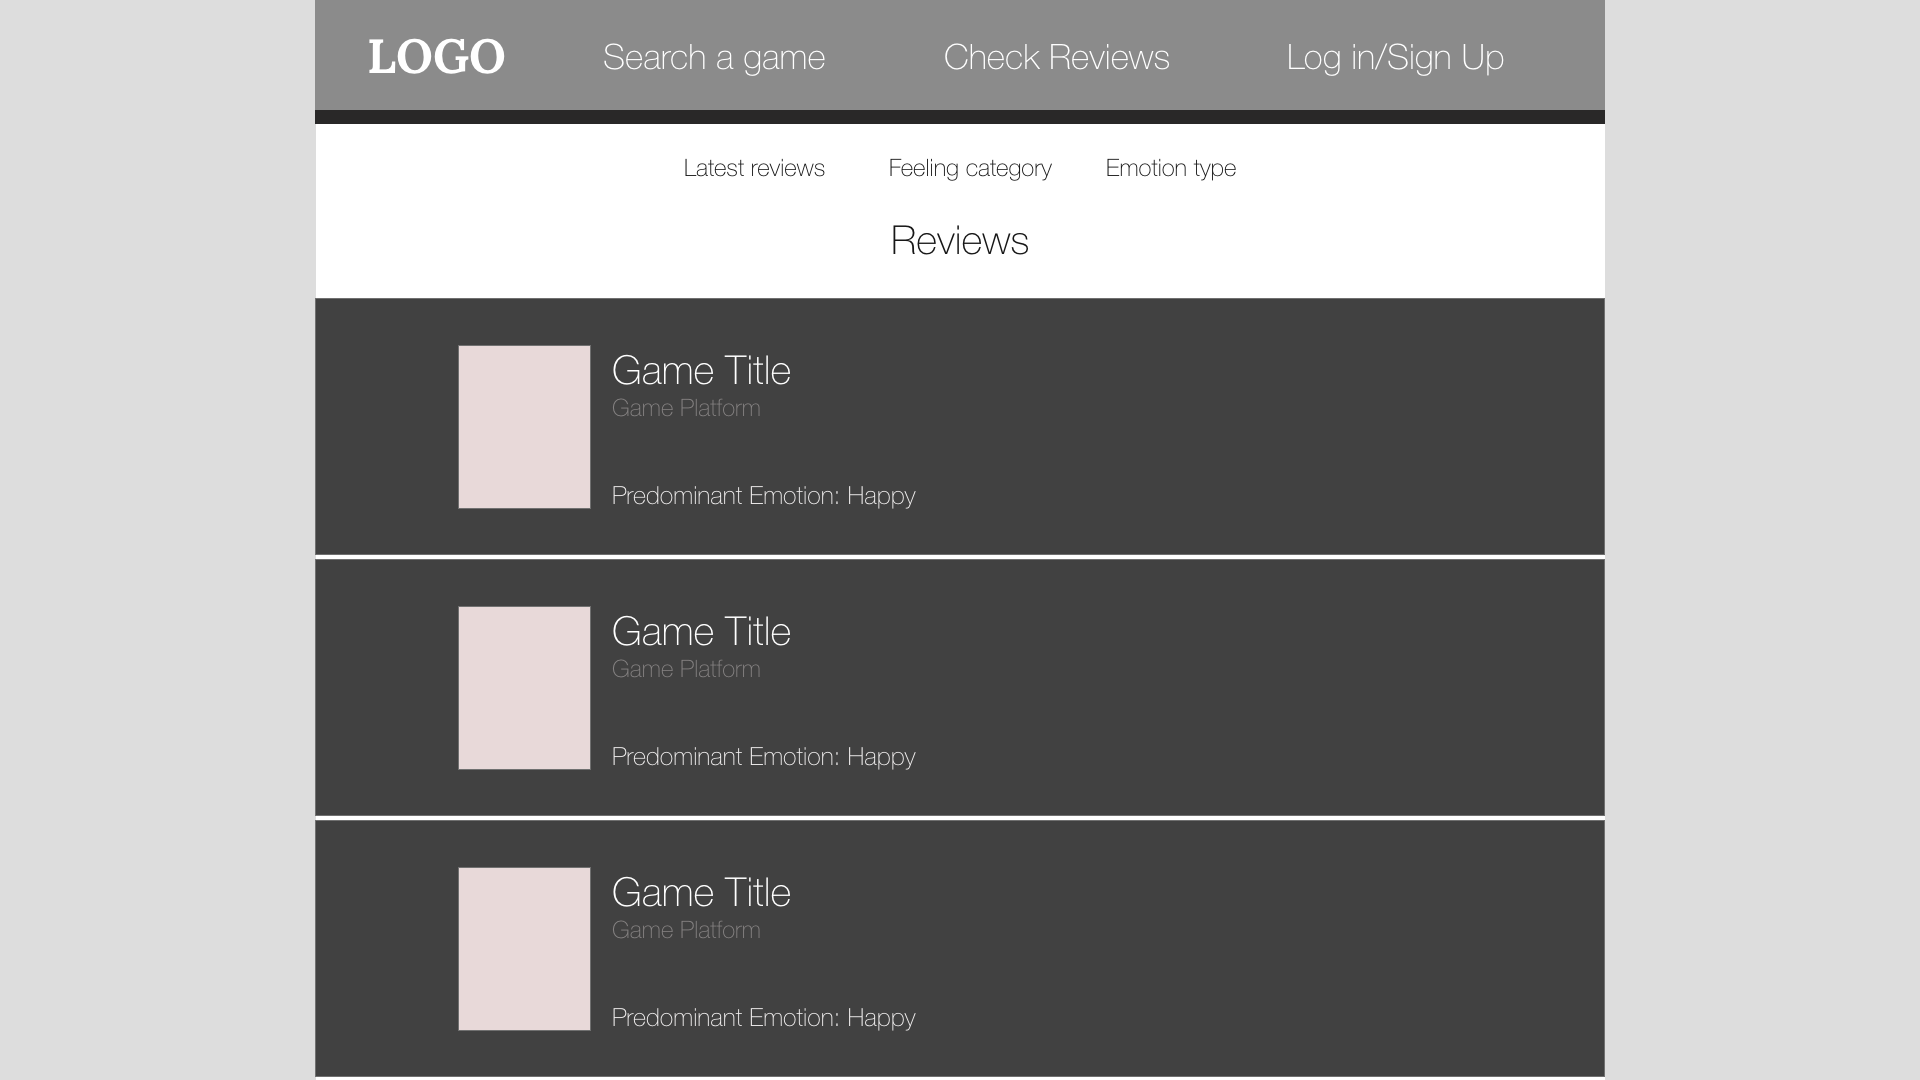 LOGO Search a game Check Reviews Log in/Sign Up
Latest reviews Feeling category Emotion type
Reviews
Game Title
Game Platform
Predominant Emotion: Happy
Game Title
Game Platform
Predominant Emotion: Happy
Game Title
Game Platform
Predominant Emotion: Happy